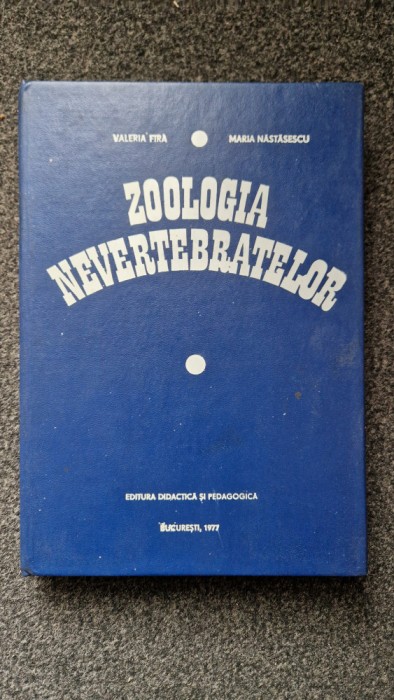 VALERIA FIRĂ MARIA NĂSTĂSESCU
ZOOLOGIA
NEVERTEBRATELOR
EDITURA DIDACTICĂ ȘI PEDAGOGICĂ
BUCUREȘTI, 1977